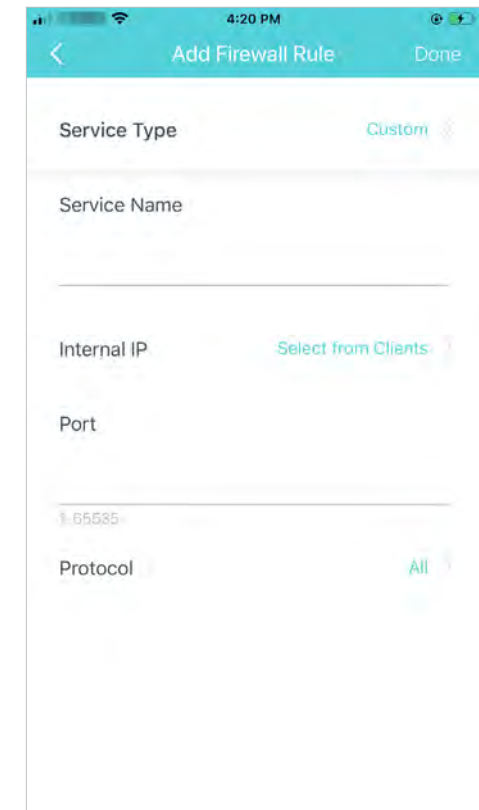 4:20 PM
Add Firewall Rule Done
Service Type Custom
Service Name
Internal IP Select from Clients
Port
1-65535
Protocol All